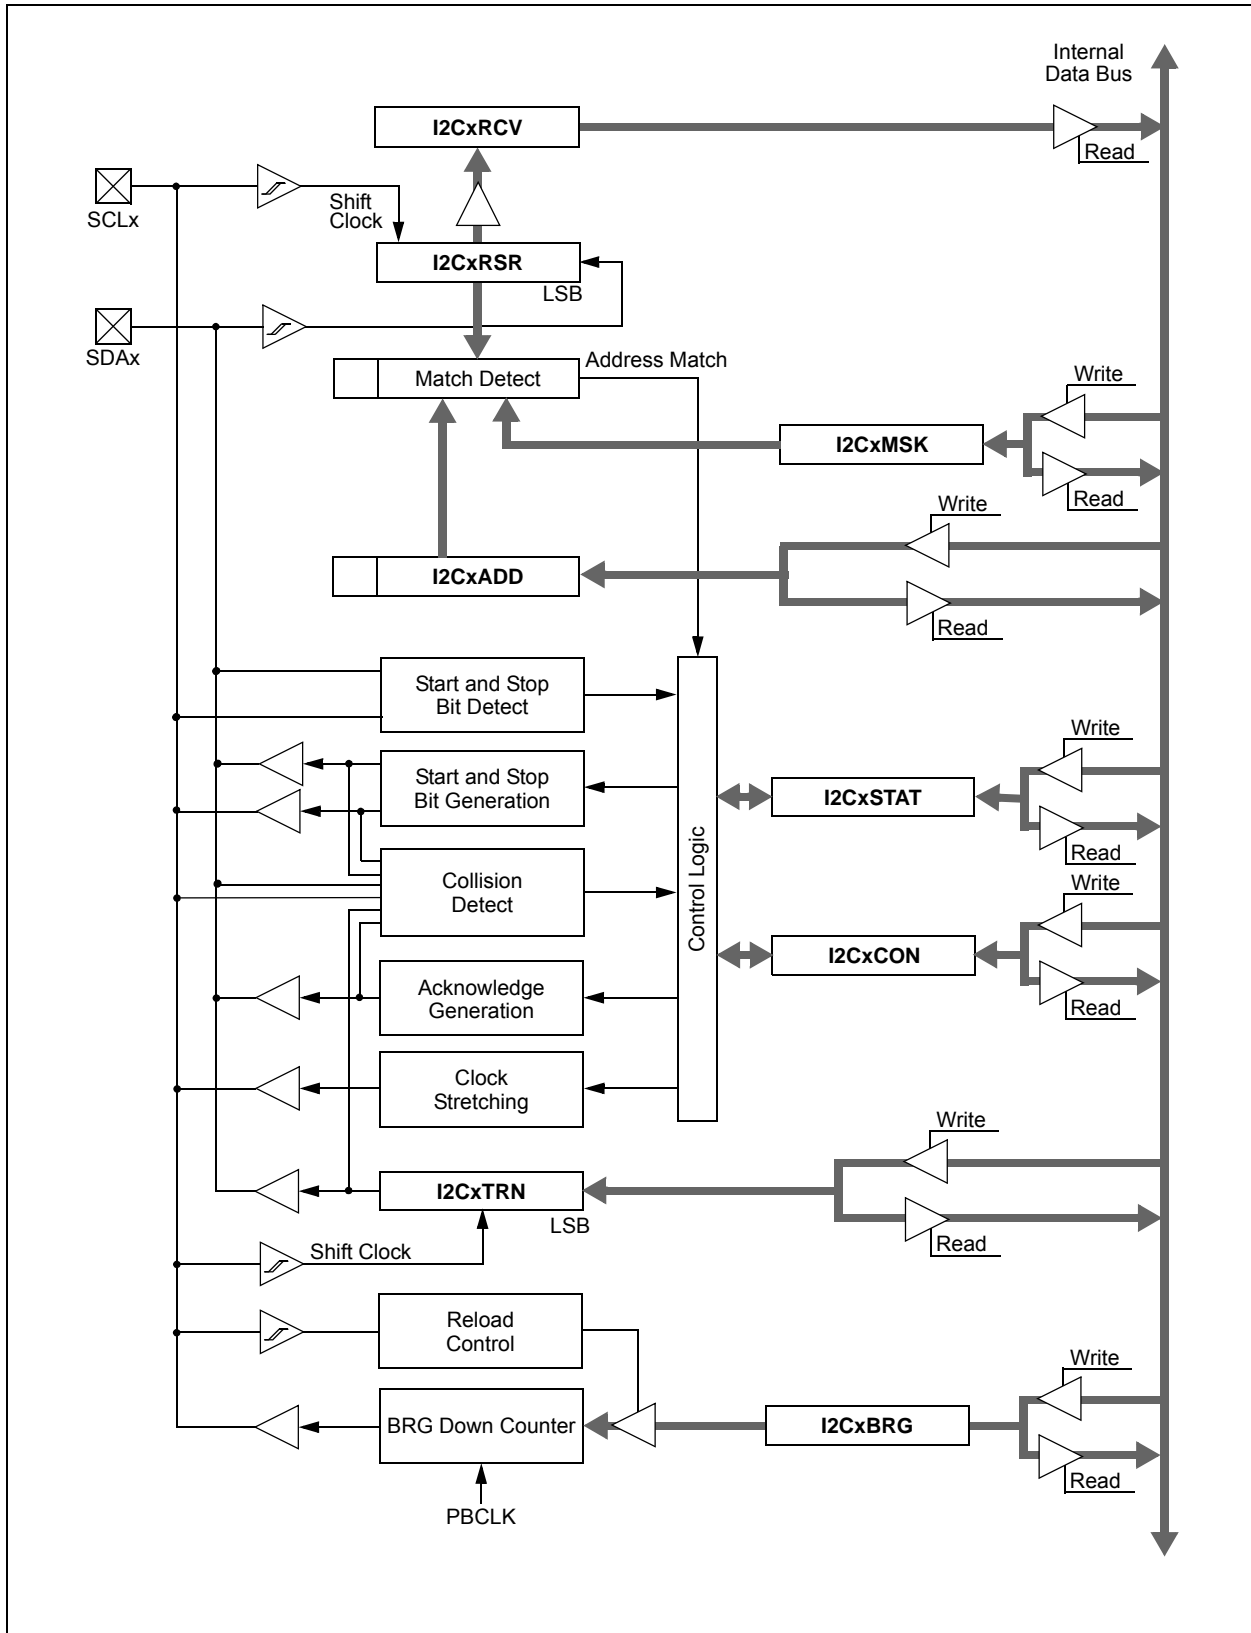 Internal
Data Bus
I2CxRCV
Read
SCLx
Shift
Clock
I2CxRSR
LSB
SDAx
Match Detect
Address Match
Write
I2CxMSK
Read
Write
I2CxADD
Read
Start and Stop
Bit Detect
Write
Start and Stop
Bit Generation
I2CxSTAT
Read
Control Logic
Collision
Detect
Write
I2CxCON
Read
Acknowledge
Generation
Clock
Stretching
Write
I2CxTRN
LSB
Read
Shift Clock
Reload
Control
Write
BRG Down Counter
I2CxBRG
Read
PBCLK